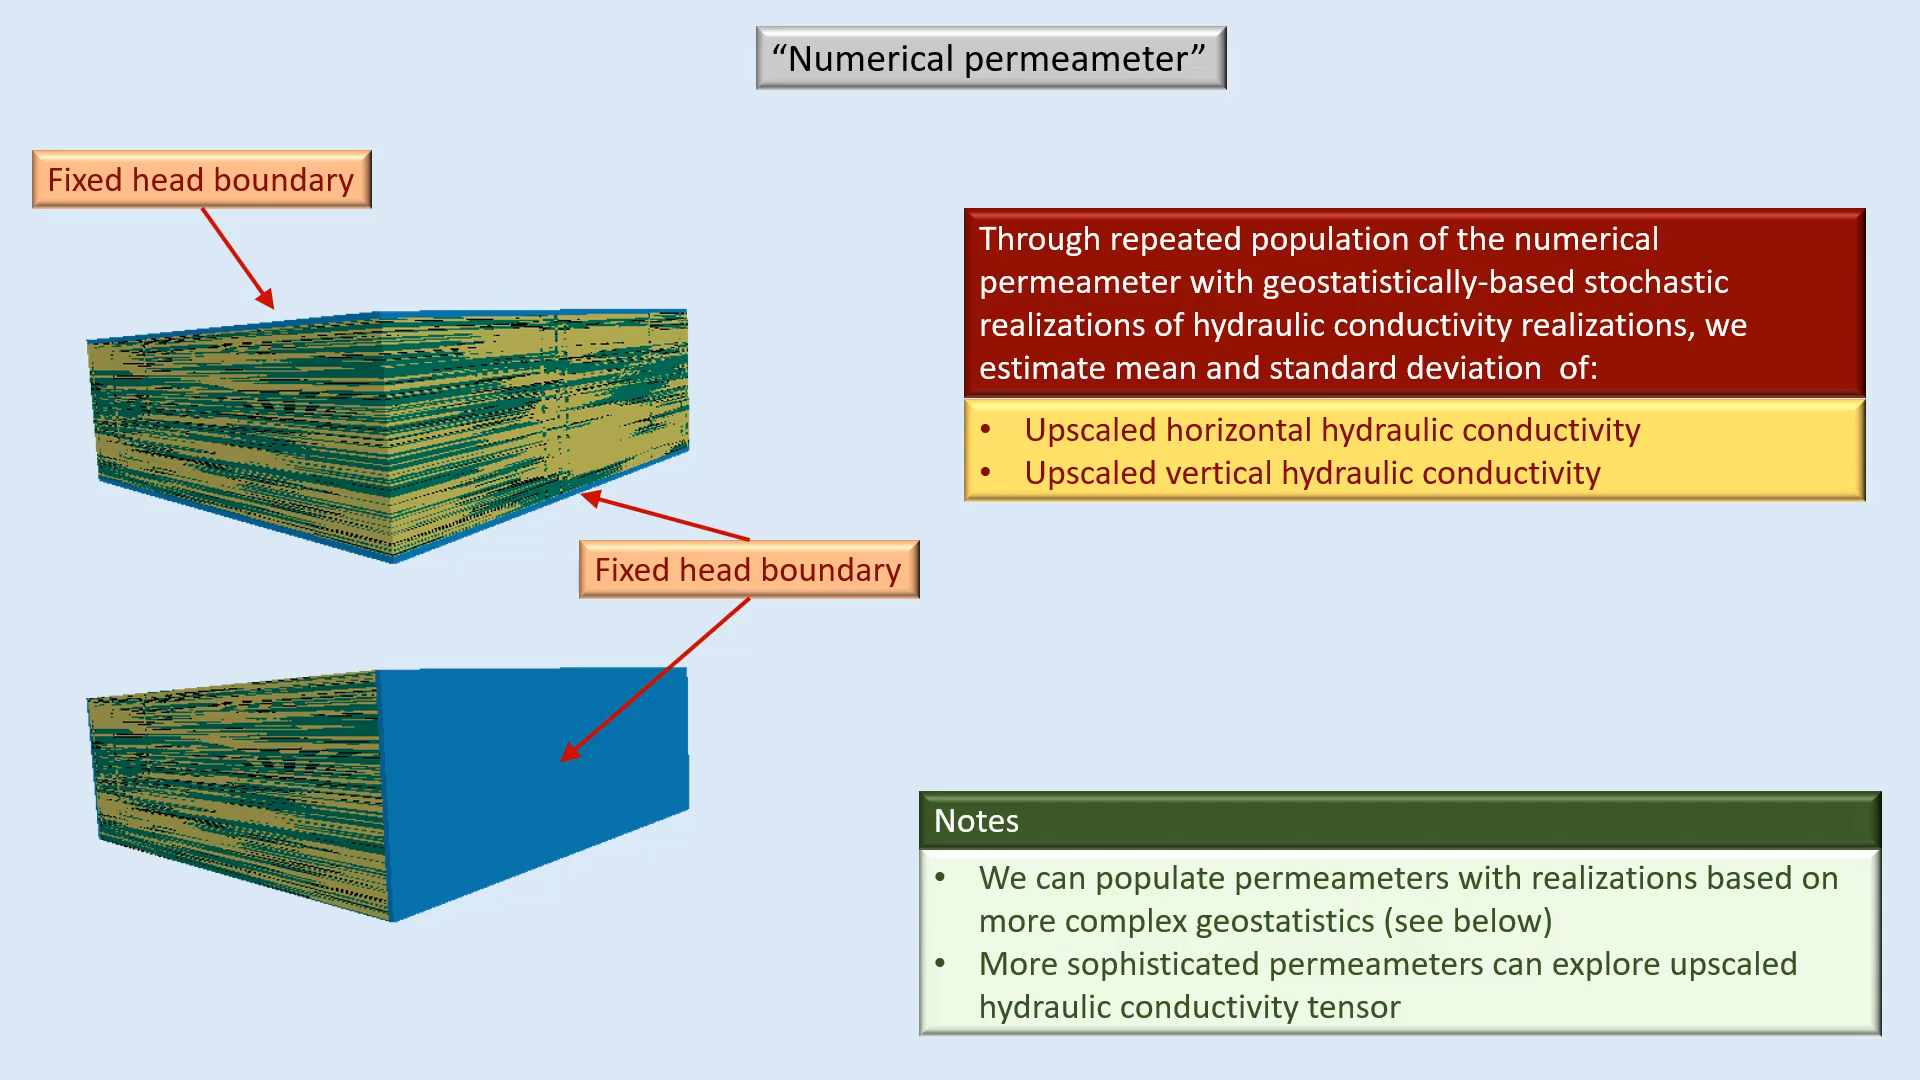 “Numerical permeameter”
Fixed head boundary
Through repeated population of the numerical
permeameter with geostatistically-based stochastic
realizations of hydraulic conductivity realizations, we
estimate mean and standard deviation  of:
• Upscaled horizontal hydraulic conductivity
• Upscaled vertical hydraulic conductivity
Fixed head boundary
Notes
• We can populate permeameters with realizations based on
more complex geostatistics (see below)
• More sophisticated permeameters can explore upscaled
hydraulic conductivity tensor